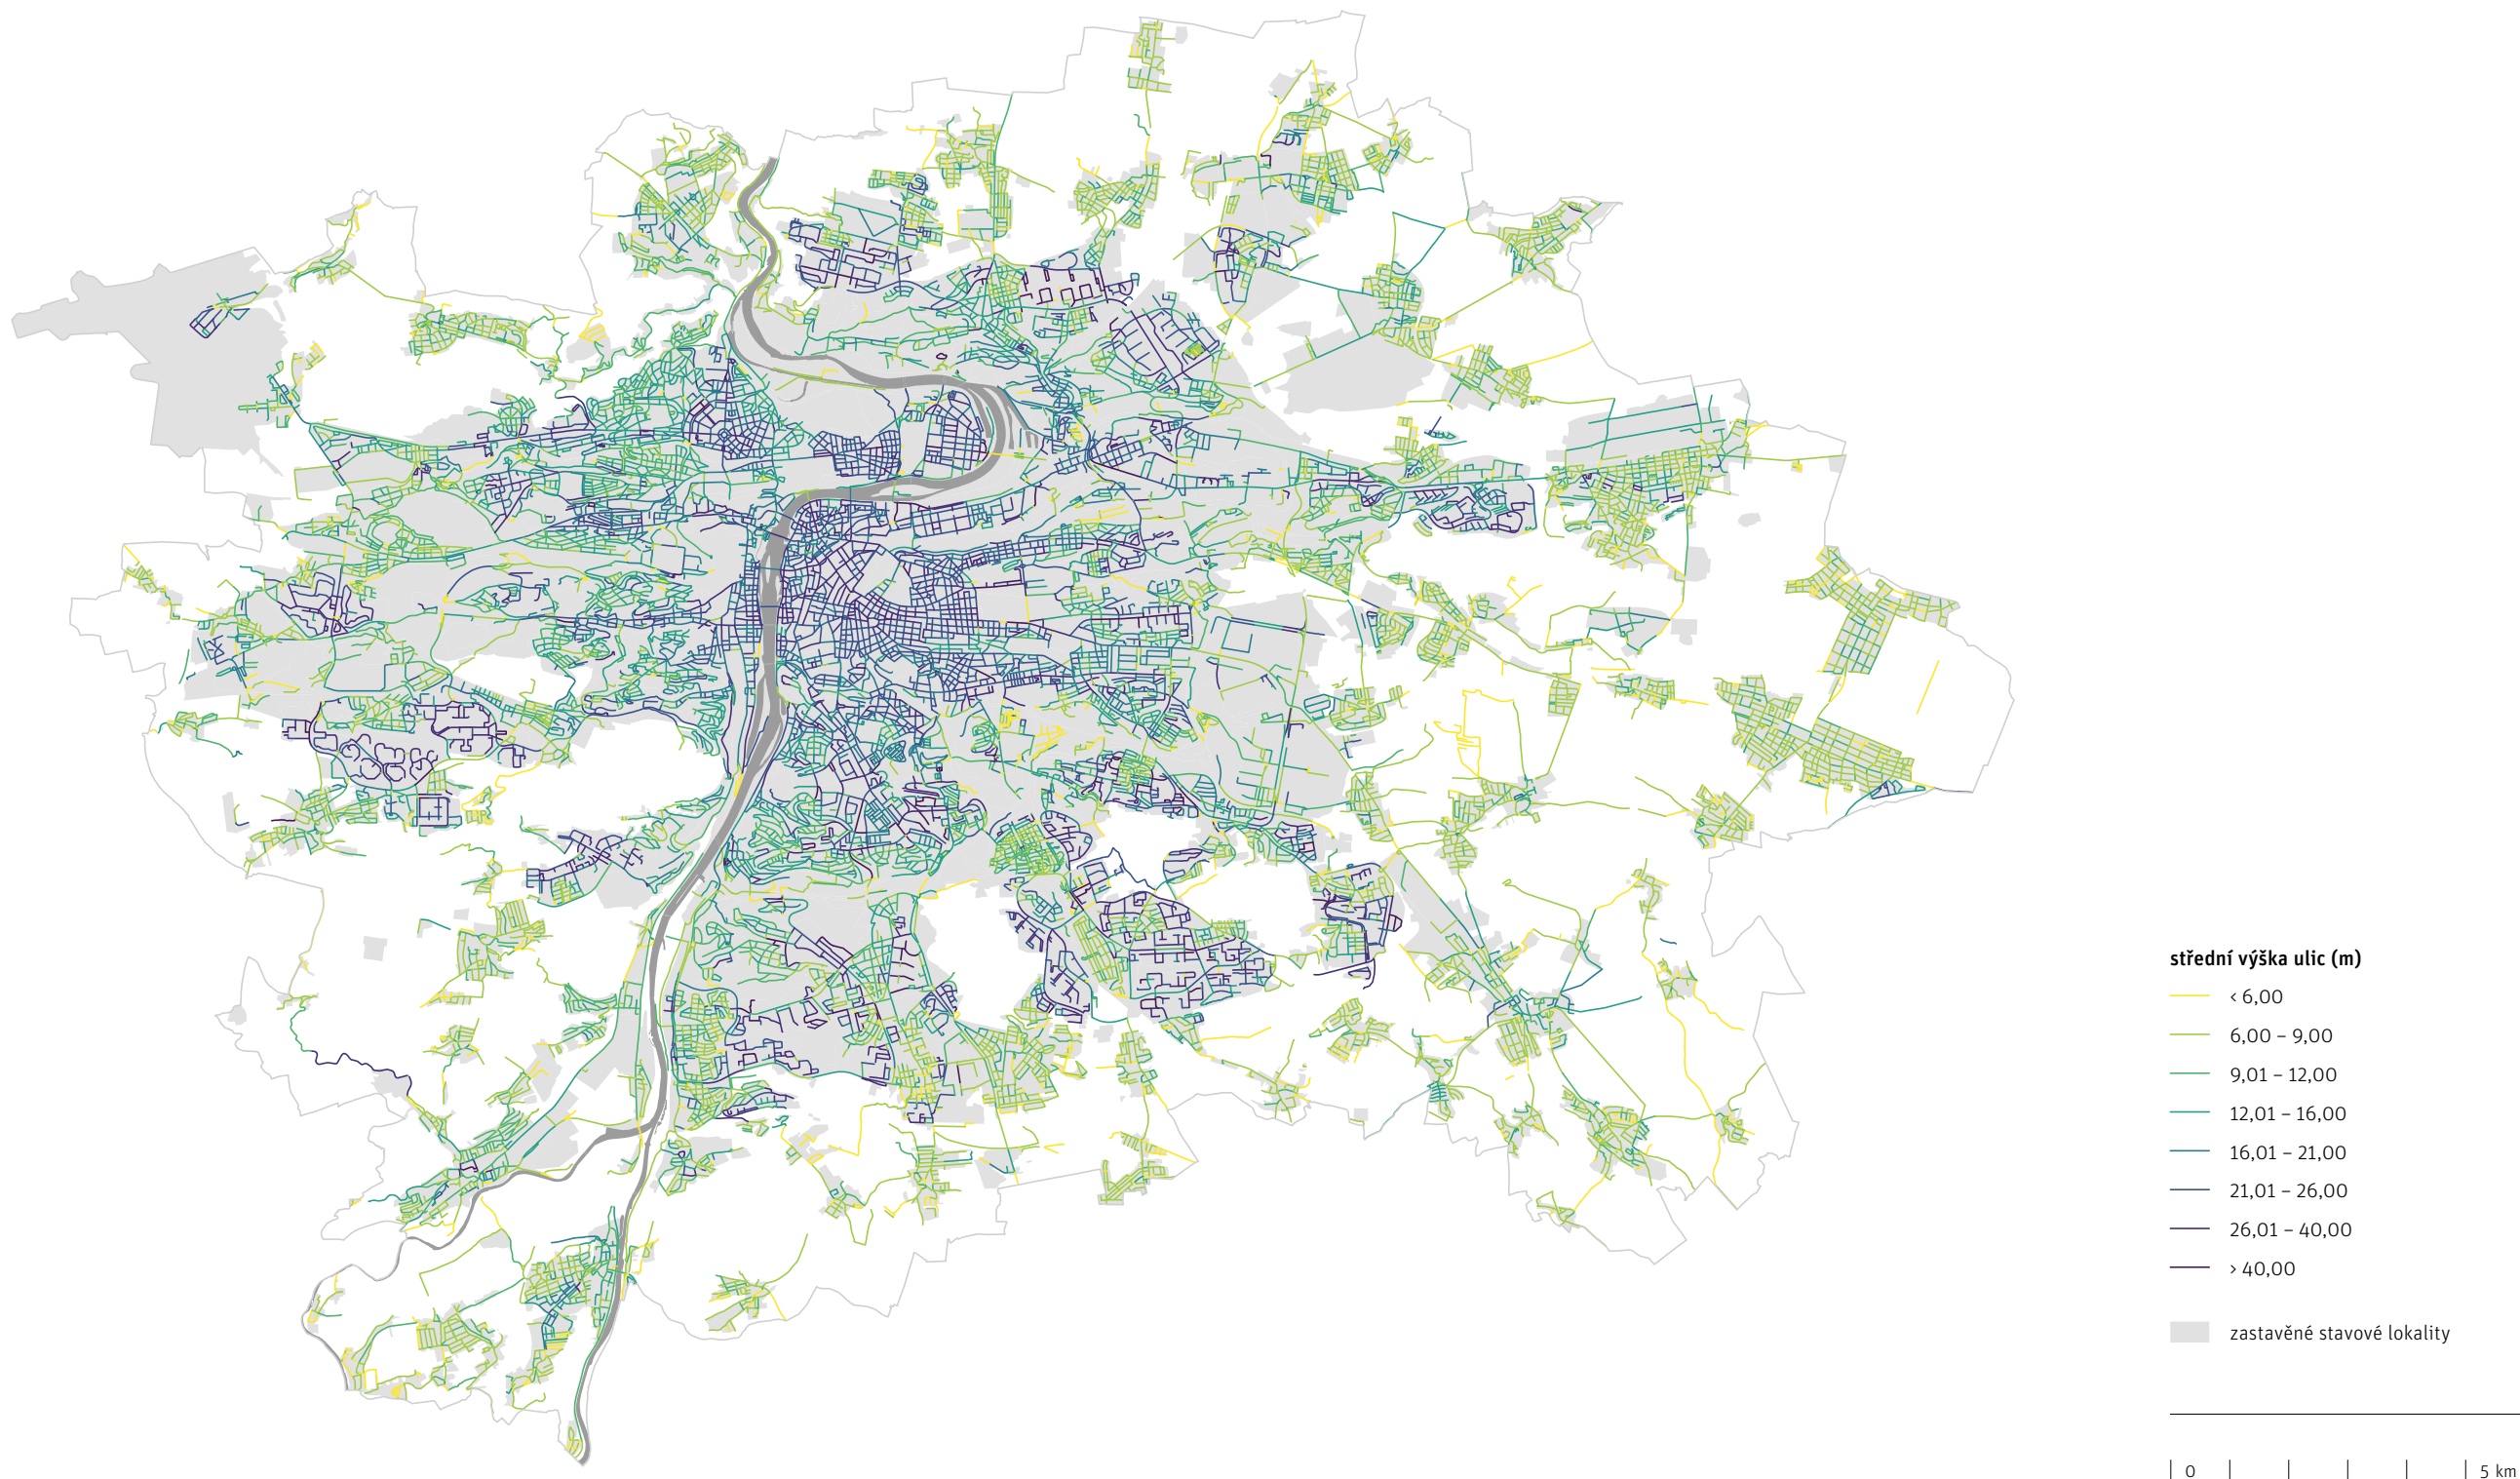 střední výška ulic (m)
< 6,00
6,00 – 9,00
9,01 – 12,00
12,01 – 16,00
16,01 – 21,00
21,01 – 26,00
26,01 – 40,00
> 40,00
zastavěné stavové lokality
0 5 km